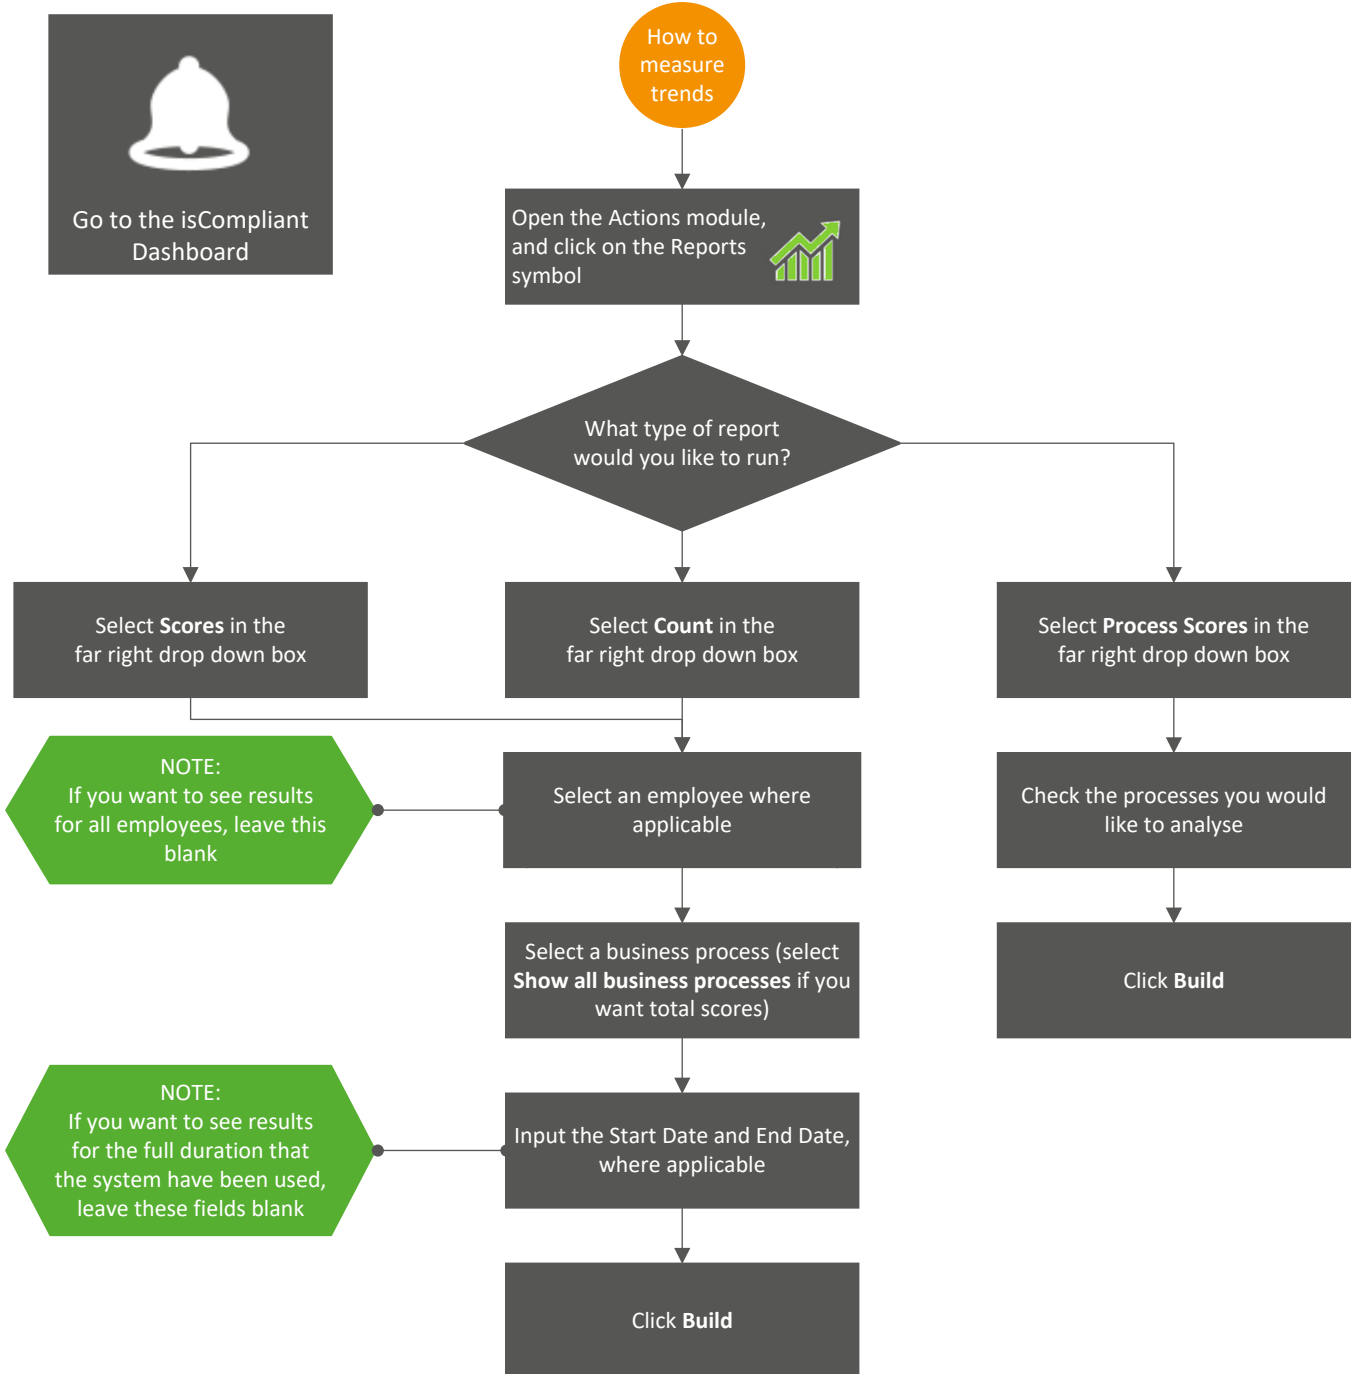 Go to the isCompliant
Dashboard
How to
measure
trends
Open the Actions module,
and click on the Reports
symbol
What type of report
would you like to run?
Select Scores in the
far right drop down box
Select Count in the
far right drop down box
Select Process Scores in the
far right drop down box
NOTE:
If you want to see results
for all employees, leave this
blank
Select an employee where
applicable
Check the processes you would
like to analyse
Select a business process (select
Show all business processes if you
want total scores)
Click Build
NOTE:
If you want to see results
for the full duration that
the system have been used,
leave these fields blank
Input the Start Date and End Date,
where applicable
Click Build